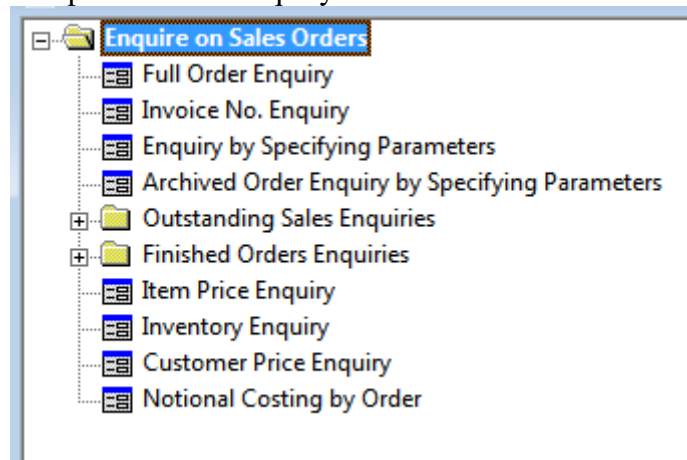 Enquire on Sales Orders
Full Order Enquiry
Invoice No. Enquiry
Enquiry by Specifying Parameters
Archived Order Enquiry by Specifying Parameters
Outstanding Sales Enquiries
Finished Orders Enquiries
Item Price Enquiry
Inventory Enquiry
Customer Price Enquiry
Notional Costing by Order